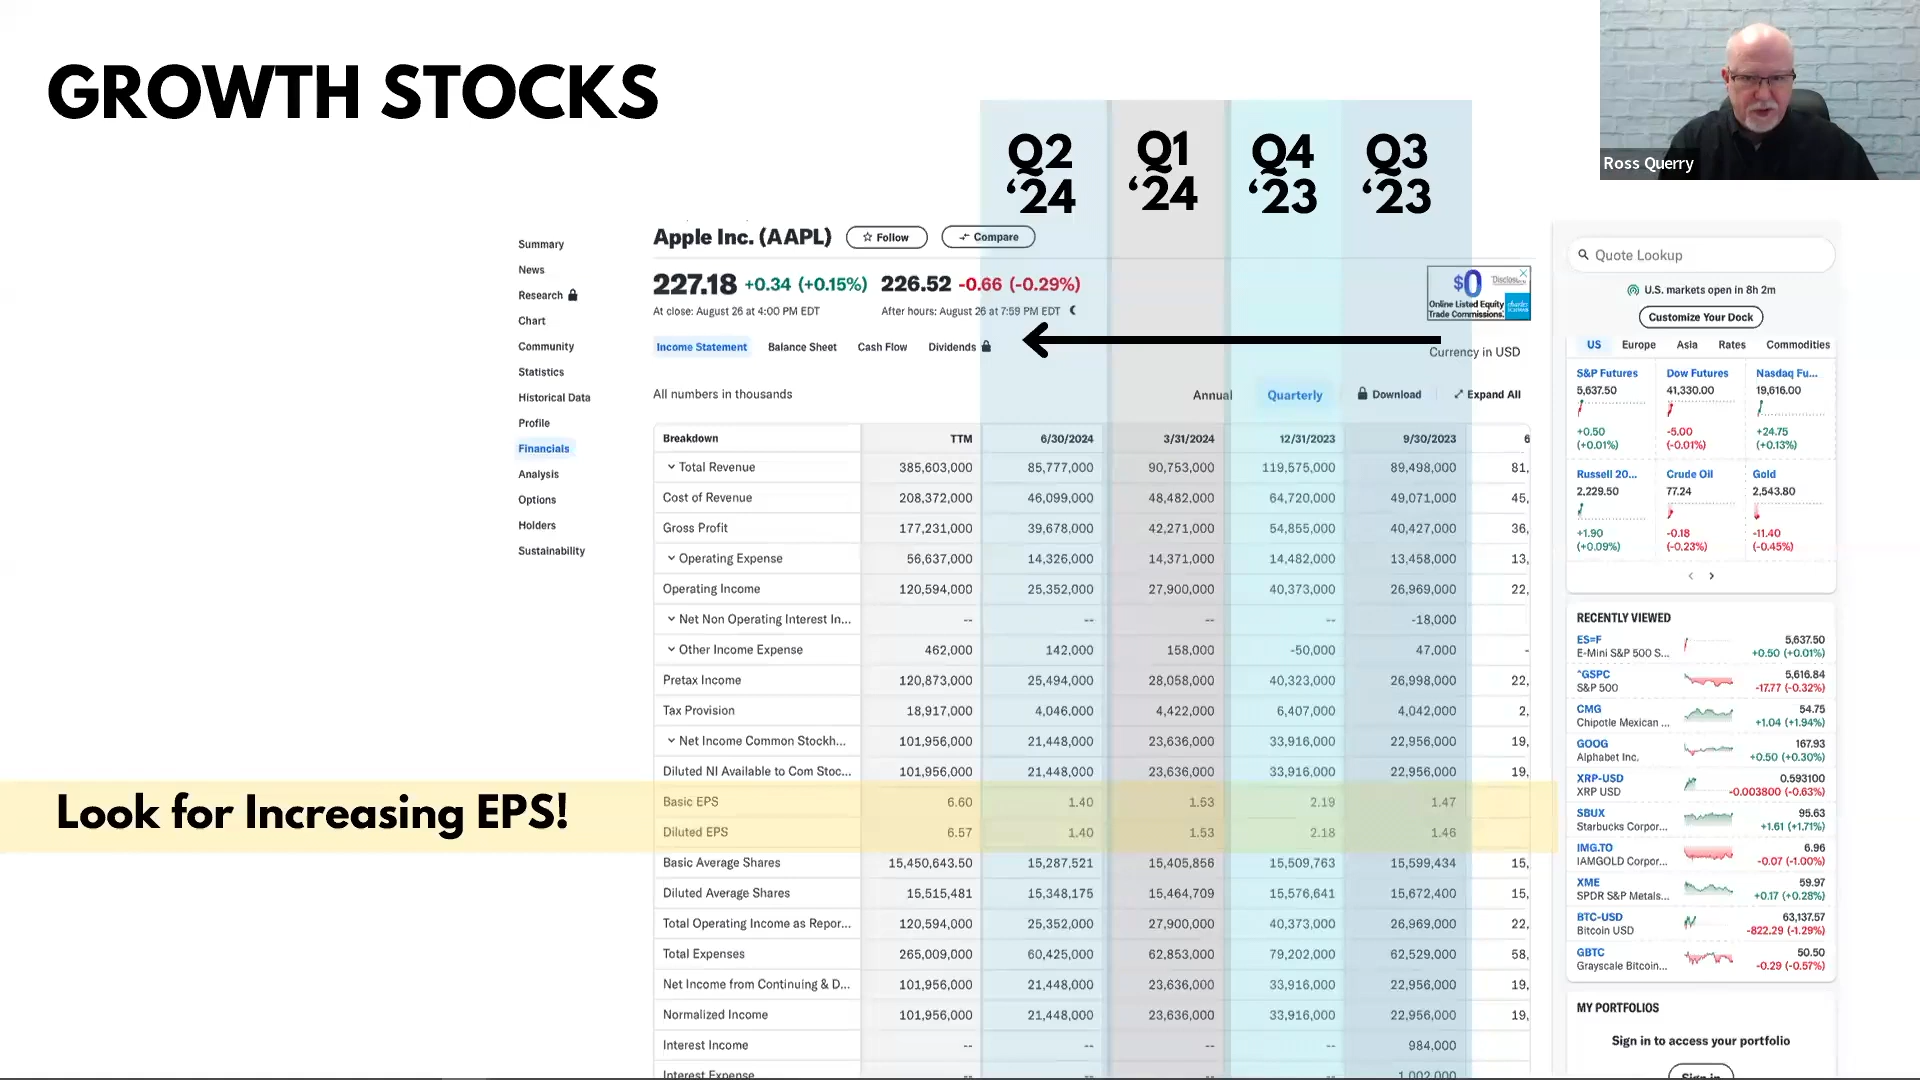 GROWTH STOCKS
Q2 Q1 Q4 Q3
‘24 ‘24 ‘23 ‘23
Ross Querry
Summary
News
Research
Chart
Community
Statistics
Historical Data
Profile
Financials
Analysis
Options
Holders
Sustainability
Apple Inc. (AAPL) Follow Compare
227.18 +0.34 (+0.15%) 226.52 -0.66 (-0.29%)
At close: August 26 at 4:00 PM EDT After hours: August 26 at 7:59 PM EDT
$0
Online Listed Equity
Trade Commissions.
Income Statement Balance Sheet Cash Flow Dividends
Currency in USD
All numbers in thousands Annual Quarterly Download Expand All
Breakdown TTM 6/30/2024 3/31/2024 12/31/2023 9/30/2023 6
Total Revenue 385,603,000 85,777,000 90,753,000 119,575,000 89,498,000 81,
Cost of Revenue 208,372,000 46,099,000 48,482,000 64,720,000 49,071,000 45,
Gross Profit 177,231,000 39,678,000 42,271,000 54,855,000 40,427,000 36,
Operating Expense 56,637,000 14,326,000 14,371,000 14,482,000 13,458,000 13,
Operating Income 120,594,000 25,352,000 27,900,000 40,373,000 26,969,000 22,
Net Non Operating Interest In... -- -- -- -- -18,000
Other Income Expense 462,000 142,000 158,000 -50,000 47,000 -
Pretax Income 120,873,000 25,494,000 28,058,000 40,323,000 26,998,000 22,
Tax Provision 18,917,000 4,046,000 4,422,000 6,407,000 4,042,000 2,
Net Income Common Stockh... 101,956,000 21,448,000 23,636,000 33,916,000 22,956,000 19,
Diluted NI Available to Com Stoc... 101,956,000 21,448,000 23,636,000 33,916,000 22,956,000 19,
Look for Increasing EPS!
Basic EPS 6.60 1.40 1.53 2.19 1.47
Diluted EPS 6.57 1.40 1.53 2.18 1.46
Basic Average Shares 15,450,643.50 15,287,521 15,405,856 15,509,763 15,599,434 15,
Diluted Average Shares 15,515,481 15,348,175 15,464,709 15,576,641 15,672,400 15,
Total Operating Income as Repor... 120,594,000 25,352,000 27,900,000 40,373,000 26,969,000 22,
Total Expenses 265,009,000 60,425,000 62,853,000 79,202,000 62,529,000 58,
Net Income from Continuing & D... 101,956,000 21,448,000 23,636,000 33,916,000 22,956,000 19,
Normalized Income 101,956,000 21,448,000 23,636,000 33,916,000 22,956,000 19,
Interest Income -- -- -- -- 984,000
Interest Expense -- -- -- -- 1,002,000
Quote Lookup
U.S. markets open in 8h 2m
Customize Your Dock
US Europe Asia Rates Commodities
S&P Futures Dow Futures Nasdaq Fu...
5,637.50 41,330.00 19,616.00
+0.50 -5.00 +24.75
(+0.01%) (-0.01%) (+0.13%)
Russell 20... Crude Oil Gold
2,229.50 77.24 2,543.80
+1.90 -0.18 -11.40
(+0.09%) (-0.23%) (-0.45%)
RECENTLY VIEWED
ES=F 5,637.50
E-Mini S&P 500 S... +0.50 (+0.01%)
^GSPC 5,616.84
S&P 500 -17.77 (-0.32%)
CMG 54.75
Chipotle Mexican ... +1.04 (+1.94%)
GOOG 167.93
Alphabet Inc. +0.50 (+0.30%)
XRP-USD 0.593100
XRP USD -0.003800 (-0.63%)
SBUX 95.63
Starbucks Corpor... +1.61 (+1.71%)
IMG.TO 6.96
IAMGOLD Corpor... -0.07 (-1.00%)
XME 59.97
SPDR S&P Metals... +0.17 (+0.28%)
BTC-USD 63,137.57
Bitcoin USD -822.29 (-1.29%)
GBTC 50.50
Grayscale Bitcoin... -0.29 (-0.57%)
MY PORTFOLIOS
Sign in to access your portfolio
Sign in